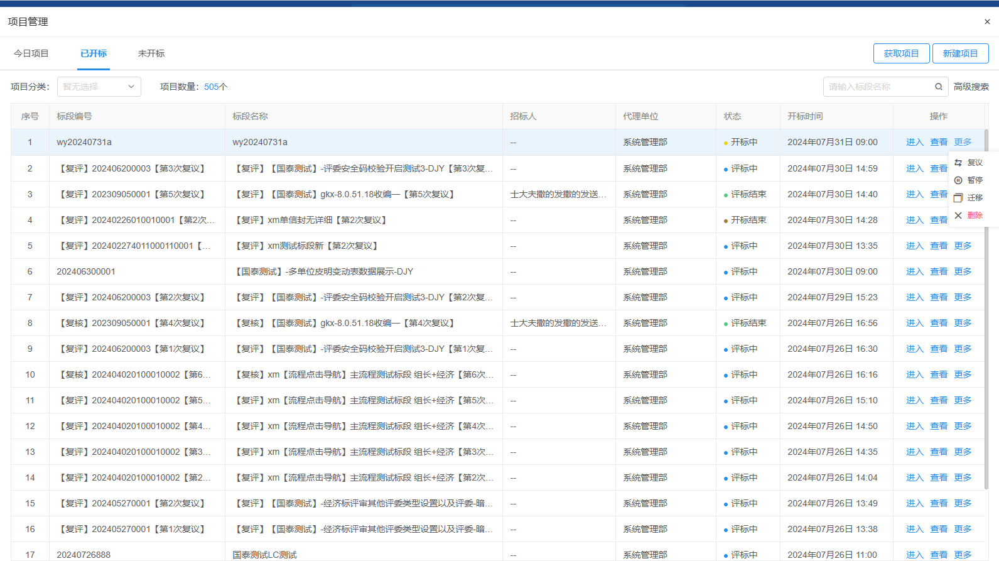 项目管理
今日项目 已开标 未开标 获取项目 新建项目
项目分类： 暂无选择 项目数量：505个 请输入标段名称 高级搜索
序号 标段编号 标段名称 招标人 代理单位 状态 开标时间 操作
1 wy20240731a wy20240731a -- 系统管理部 开标中 2024年07月31日 09:00 进入 查看 更多
2 【复评】202406200003【第3次复议】 【复评】【国泰测试】-评委安全码校验开启测试3-DJY【第3次复... -- 系统管理部 评标中 2024年07月30日 14:59 进入 查看
复议
暂停
迁移
删除
3 【复评】202309050001【第5次复议】 【复评】【国泰测试】gkx-8.0.51.18收编—【第5次复议】 士大夫撒的发撒的发送... 系统管理部 评标结束 2024年07月30日 14:40 进入 查看
4 【复评】20240226010010001【第2次... 【复评】xm单信封无详细【第2次复议】 -- 系统管理部 开标结束 2024年07月30日 14:28 进入 查看
5 【复评】202402274011000110001【... 【复评】xm测试标段新【第2次复议】 -- 系统管理部 评标中 2024年07月30日 13:35 进入 查看 更多
6 202406300001 【国泰测试】-多单位皮明变动表数据展示-DJY -- 系统管理部 评标中 2024年07月30日 09:00 进入 查看 更多
7 【复评】202406200003【第2次复议】 【复评】【国泰测试】-评委安全码校验开启测试3-DJY【第2次复... -- 系统管理部 评标中 2024年07月29日 15:23 进入 查看 更多
8 【复核】202309050001【第4次复议】 【复核】【国泰测试】gkx-8.0.51.18收编—【第4次复议】 士大夫撒的发撒的发送... 系统管理部 评标结束 2024年07月26日 16:56 进入 查看 更多
9 【复评】202406200003【第1次复议】 【复评】【国泰测试】-评委安全码校验开启测试3-DJY【第1次复... -- 系统管理部 评标中 2024年07月26日 16:30 进入 查看 更多
10 【复核】202404020100010002【第6... 【复核】xm【流程点击导航】主流程测试标段 组长+经济【第6次... -- 系统管理部 评标中 2024年07月26日 16:16 进入 查看 更多
11 【复评】202404020100010002【第5... 【复评】xm【流程点击导航】主流程测试标段 组长+经济【第5次... -- 系统管理部 评标中 2024年07月26日 15:10 进入 查看 更多
12 【复评】202404020100010002【第4... 【复评】xm【流程点击导航】主流程测试标段 组长+经济【第4次... -- 系统管理部 评标中 2024年07月26日 14:50 进入 查看 更多
13 【复评】202404020100010002【第3... 【复评】xm【流程点击导航】主流程测试标段 组长+经济【第3次... -- 系统管理部 评标中 2024年07月26日 14:35 进入 查看 更多
14 【复评】202404020100010002【第2... 【复评】xm【流程点击导航】主流程测试标段 组长+经济【第2次... -- 系统管理部 评标中 2024年07月26日 14:04 进入 查看 更多
15 【复评】202405270001【第2次复议】 【复评】【国泰测试】-经济标评审其他评委类型设置以及评委-暗... -- 系统管理部 评标中 2024年07月26日 13:49 进入 查看 更多
16 【复评】202405270001【第1次复议】 【复评】【国泰测试】-经济标评审其他评委类型设置以及评委-暗... -- 系统管理部 评标中 2024年07月26日 13:38 进入 查看 更多
17 20240726888 国泰测试LC测试 -- 系统管理部 评标中 2024年07月26日 11:00 进入 查看 更多